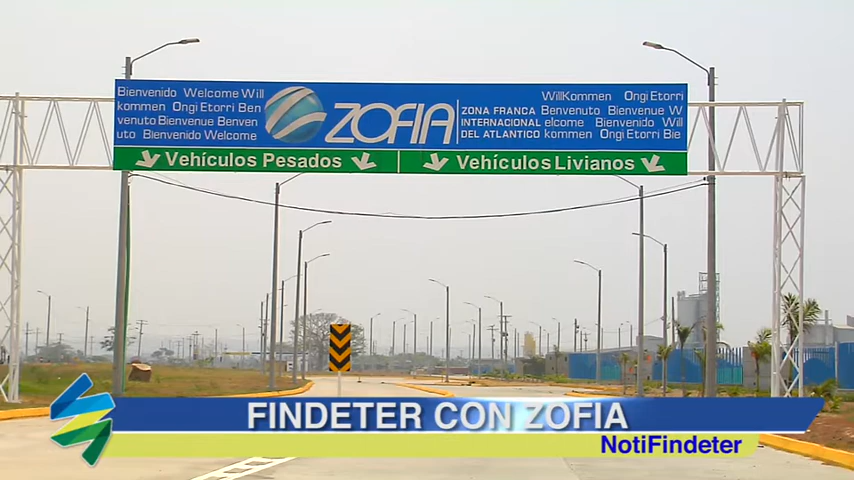 Bienvenido Welcome Will
kommen Ongi Etorri Ben
venuto Bienvenue Benven
uto Bienvenido Welcome
ZOFIA
ZONA FRANCA
INTERNACIONAL
DEL ATLANTICO
WillKommen Ongi Etorri
Benvenuto Bienvenue W
elcome Bienvenido Will
kommen Ongi Etorri Bie
Vehículos Pesados
Vehículos Livianos
FINDETER CON ZOFIA
NotiFindeter